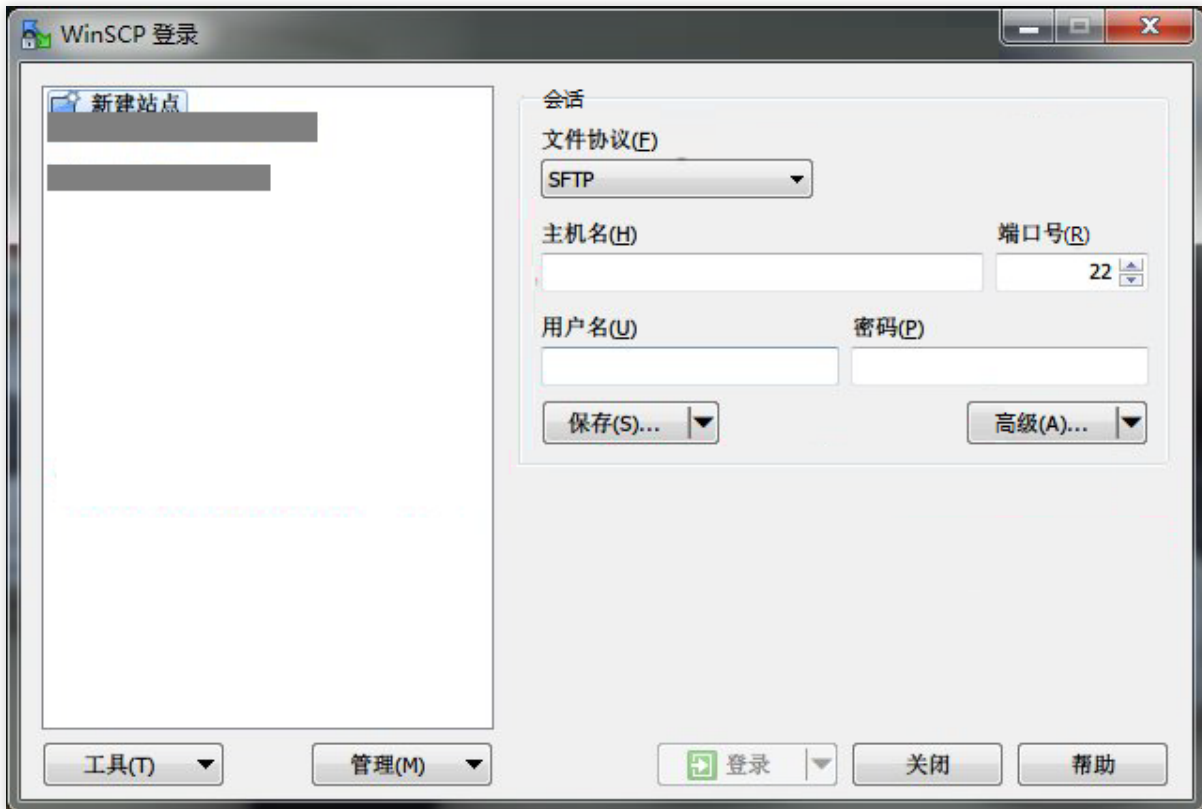 WinSCP 登录
新建站点
会话
文件协议(F)
SFTP
主机名(H) 端口号(R)
22
用户名(U) 密码(P)
保存(S)... 高级(A)...
工具(T) 管理(M) 登录 关闭 帮助